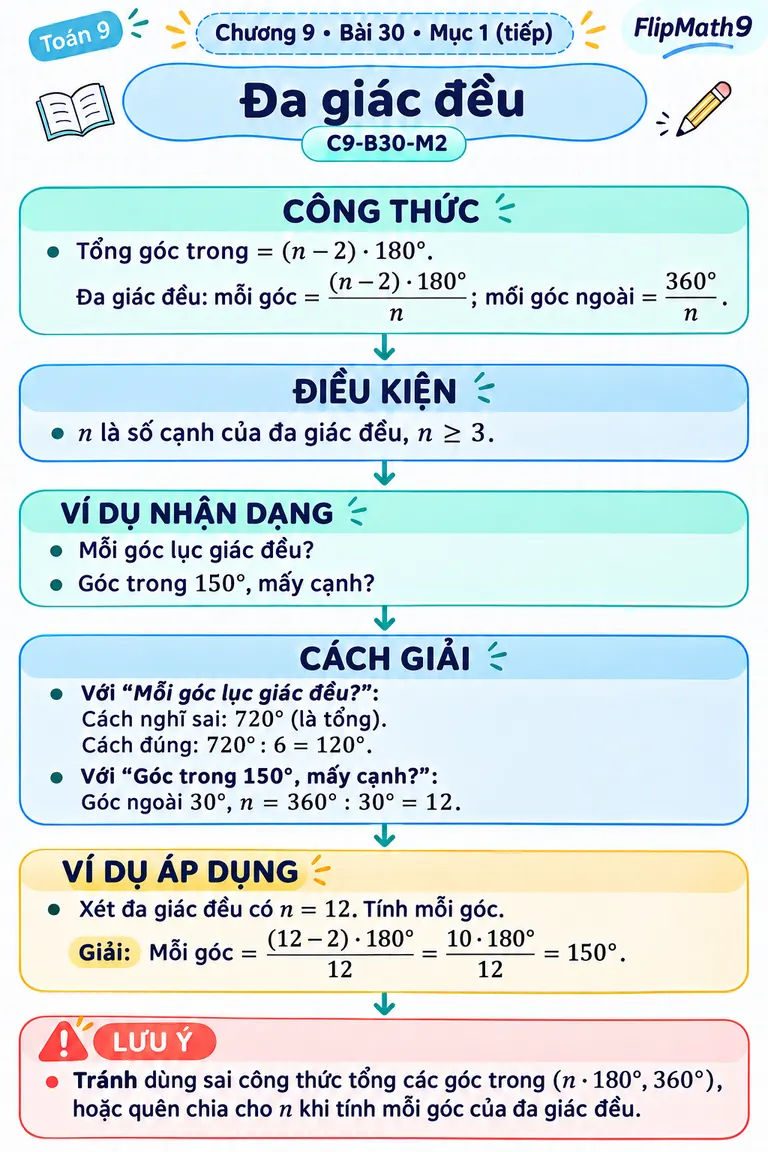 Toán 9
Chương 9 • Bài 30 • Mục 1 (tiếp)
FlipMath9
Đa giác đều
C9-B30-M2
CÔNG THỨC
• Tổng góc trong = (n − 2) · 180°.
Đa giác đều: mỗi góc = (n − 2) · 180° / n ; mối góc ngoài = 360° / n .
ĐIỀU KIỆN
• n là số cạnh của đa giác đều, n ≥ 3.
VÍ DỤ NHẬN DẠNG
• Mỗi góc lục giác đều?
• Góc trong 150°, mấy cạnh?
CÁCH GIẢI
• Với “Mỗi góc lục giác đều?”:
Cách nghĩ sai: 720° (là tổng).
Cách đúng: 720° : 6 = 120°.
• Với “Góc trong 150°, mấy cạnh?”:
Góc ngoài 30°, n = 360° : 30° = 12.
VÍ DỤ ÁP DỤNG
• Xét đa giác đều có n = 12. Tính mỗi góc.
Giải: Mỗi góc = (12 − 2) · 180° / 12 = 10 · 180° / 12 = 150°.
LƯU Ý
• Tránh dùng sai công thức tổng các góc trong (n · 180°, 360°),
hoặc quên chia cho n khi tính mỗi góc của đa giác đều.